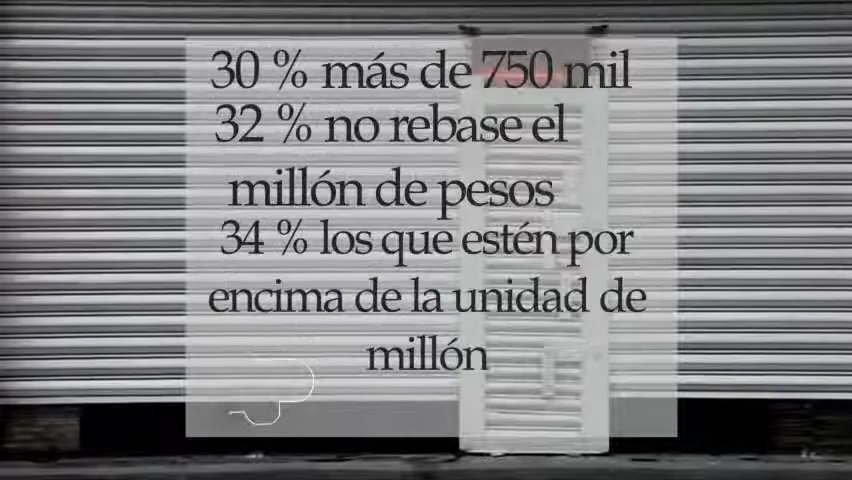 30 % más de 750 mil
32 % no rebase el
millón de pesos
34 % los que estén por
encima de la unidad de
millón